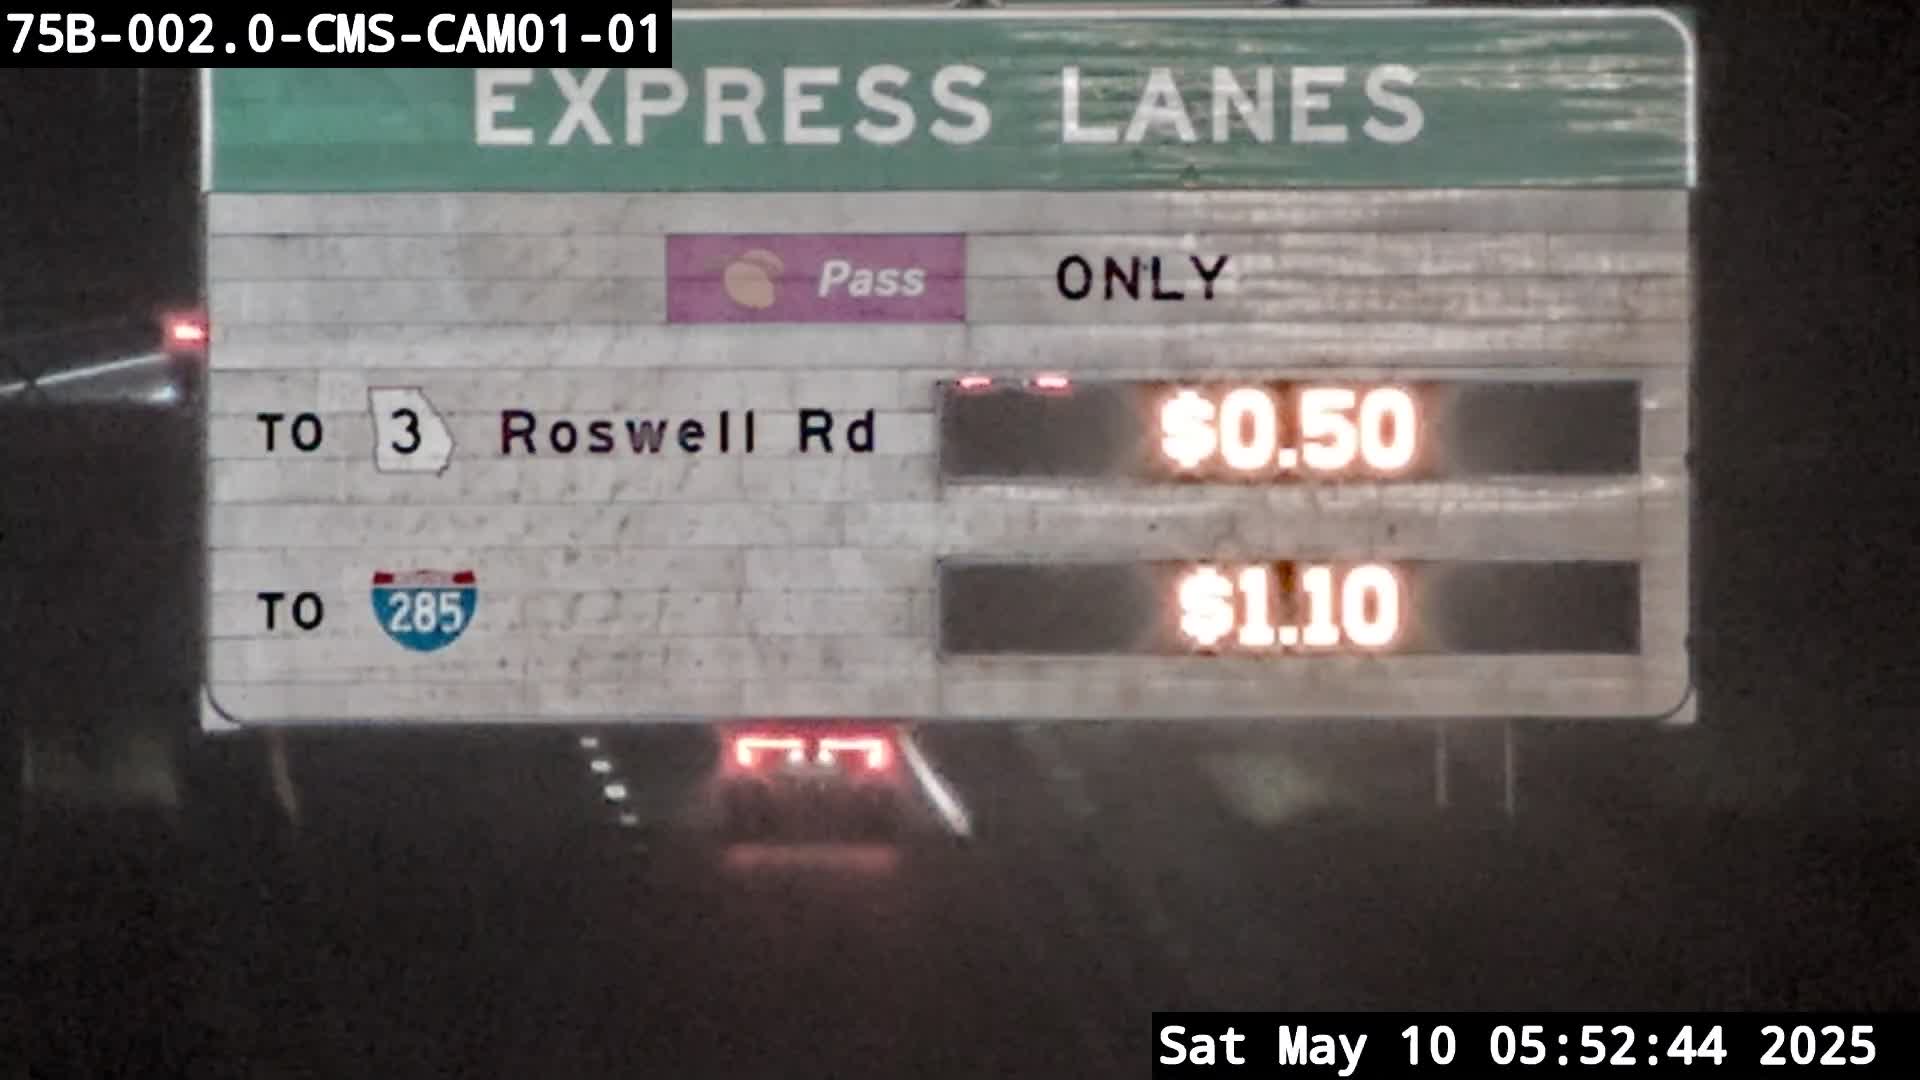 75B-002.0-CMS-CAM01-01
EXPRESS LANES
Pass ONLY
TO 3 Roswell Rd $0.50
TO 285 $1.10
Sat May 10 05:52:44 2025